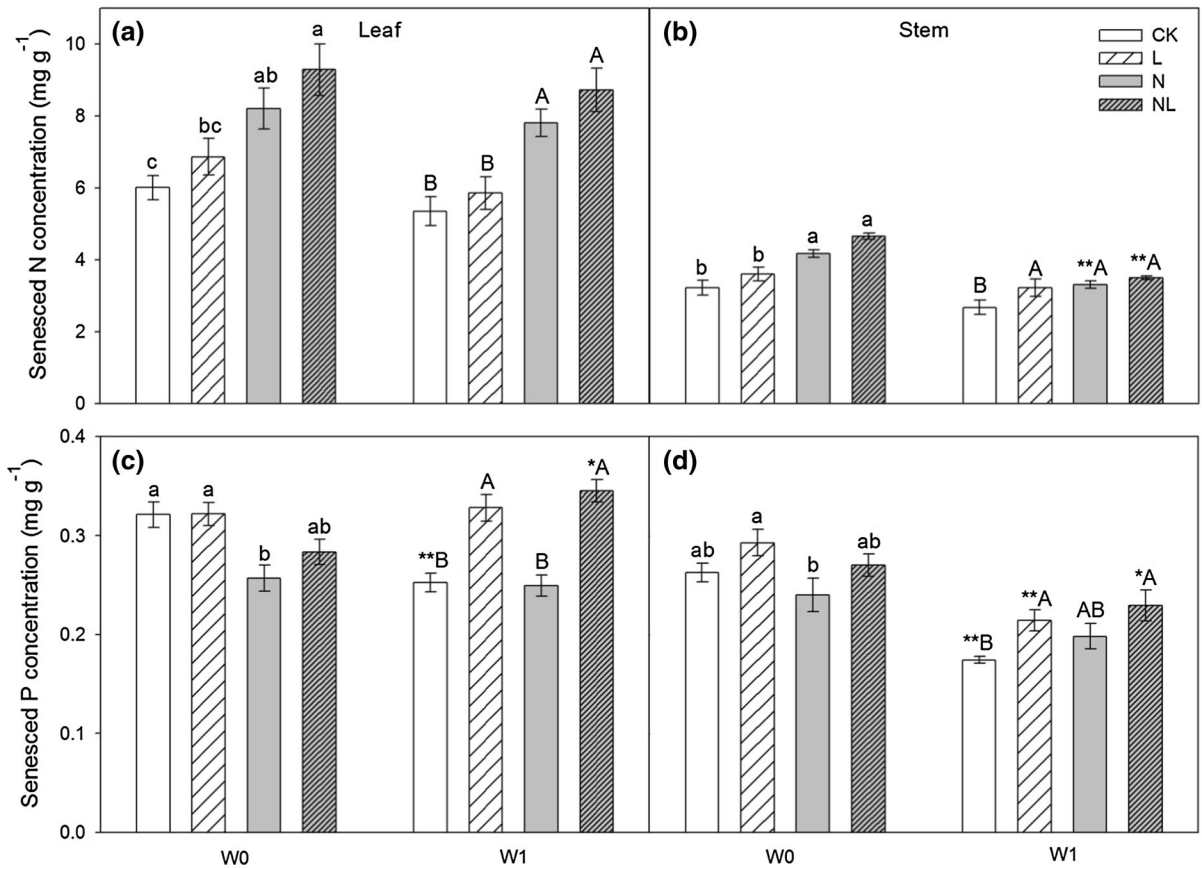 (a) Leaf
(b) Stem
CK
L
N
NL
Senesced N concentration (mg g⁻¹)
10
8
6
4
2
0
c bc ab a
B B A A
b b a a
B A **A **A
(c)
(d)
Senesced P concentration (mg g⁻¹)
0.4
0.3
0.2
0.1
0.0
a a b ab
**B A B *A
ab a b ab
**B **A AB *A
W0 W1 W0 W1